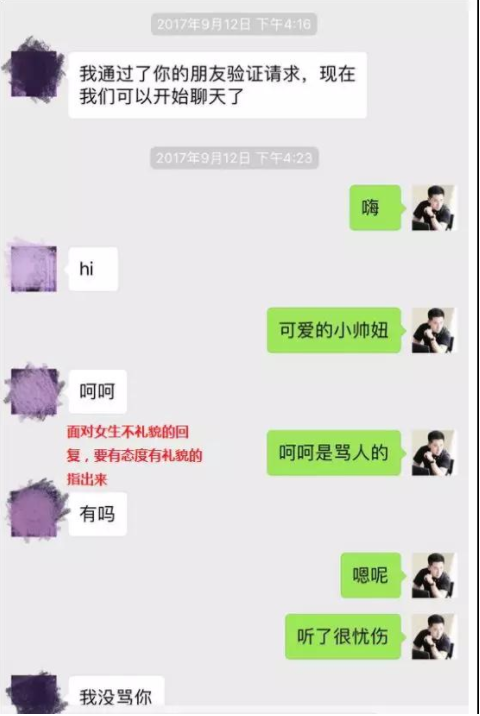 2017年9月12日 下午4:16
我通过了你的朋友验证请求，现在
我们可以开始聊天了
2017年9月12日 下午4:23
嗨
hi
可爱的小帅妞
呵呵
面对女生不礼貌的回
复，要有态度有礼貌的
指出来
呵呵是骂人的
有吗
嗯呢
听了很忧伤
我没骂你